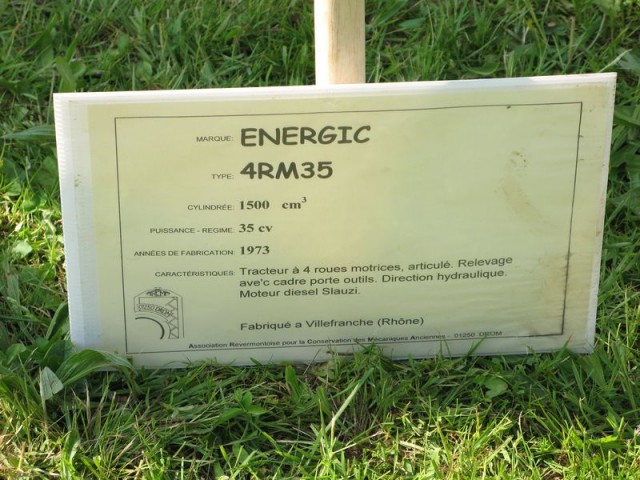 MARQUE: ENERGIC
TYPE: 4RM35
CYLINDRÉE: 1500 cm³
PUISSANCE - REGIME: 35 cv
ANNÉES DE FABRICATION: 1973
CARACTÉRISTIQUES: Tracteur à 4 roues motrices, articulé. Relevage
ave'c cadre porte outils. Direction hydraulique.
Moteur diesel Slauzi.
Fabriqué a Villefranche (Rhône)
Association Revermontoise pour la Conservation des Mécaniques Anciennes - 01250 DROM